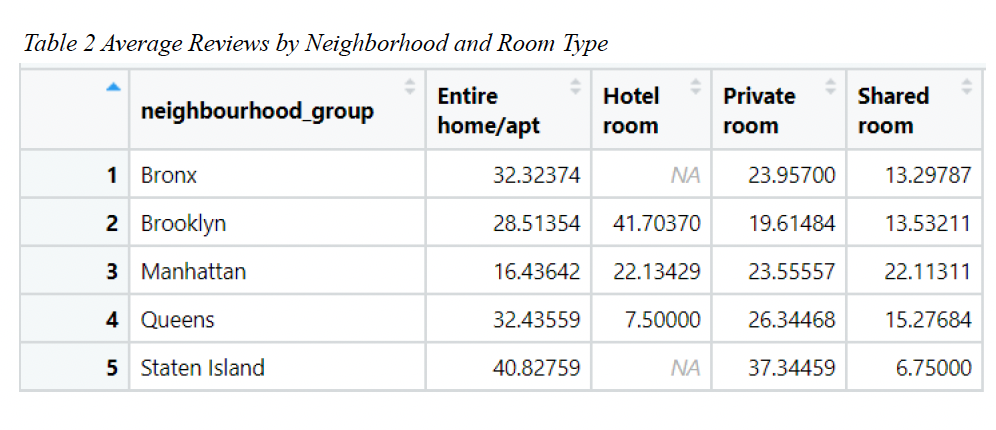 Table 2 Average Reviews by Neighborhood and Room Type
neighbourhood_group Entire home/apt Hotel room Private room Shared room
1 Bronx 32.32374 NA 23.95700 13.29787
2 Brooklyn 28.51354 41.70370 19.61484 13.53211
3 Manhattan 16.43642 22.13429 23.55557 22.11311
4 Queens 32.43559 7.50000 26.34468 15.27684
5 Staten Island 40.82759 NA 37.34459 6.75000